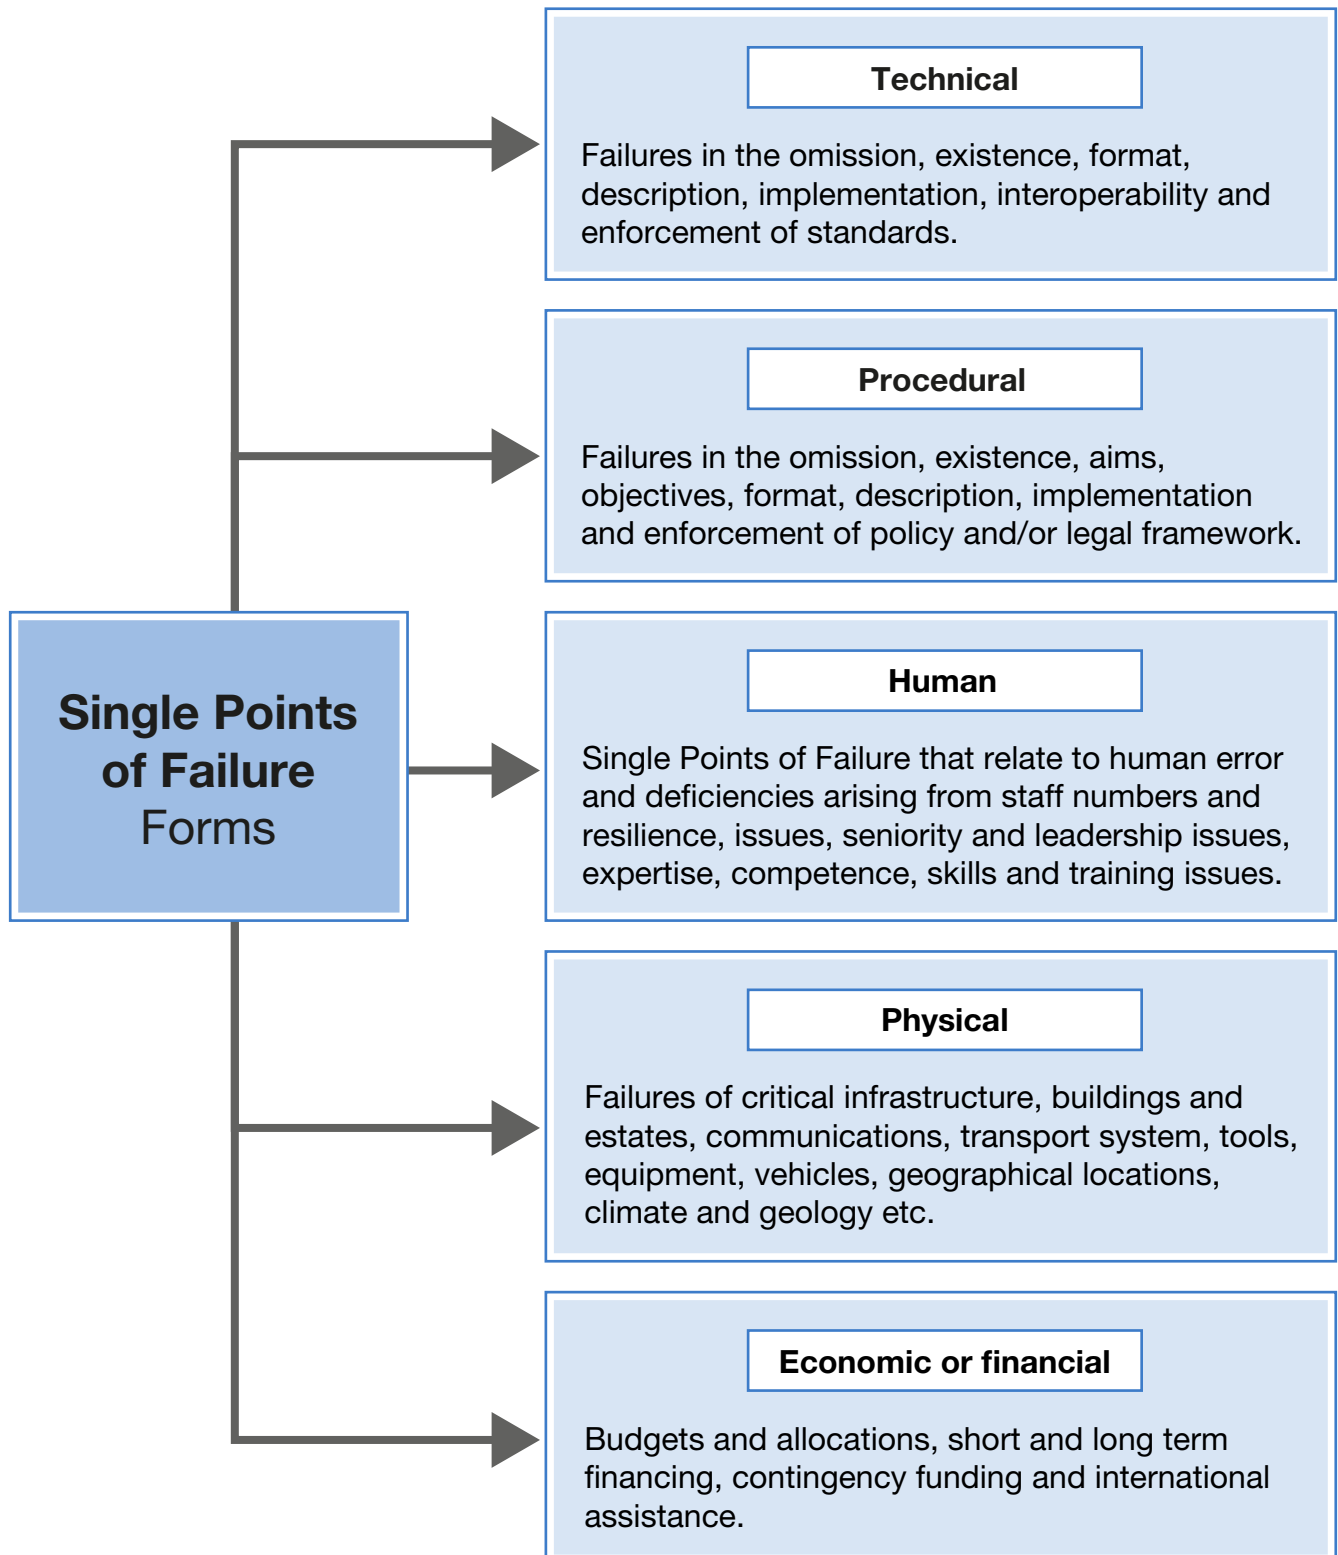 Technical
Failures in the omission, existence, format,
description, implementation, interoperability and
enforcement of standards.
Procedural
Failures in the omission, existence, aims,
objectives, format, description, implementation
and enforcement of policy and/or legal framework.
Single Points
of Failure
Forms
Human
Single Points of Failure that relate to human error
and deficiencies arising from staff numbers and
resilience, issues, seniority and leadership issues,
expertise, competence, skills and training issues.
Physical
Failures of critical infrastructure, buildings and
estates, communications, transport system, tools,
equipment, vehicles, geographical locations,
climate and geology etc.
Economic or financial
Budgets and allocations, short and long term
financing, contingency funding and international
assistance.